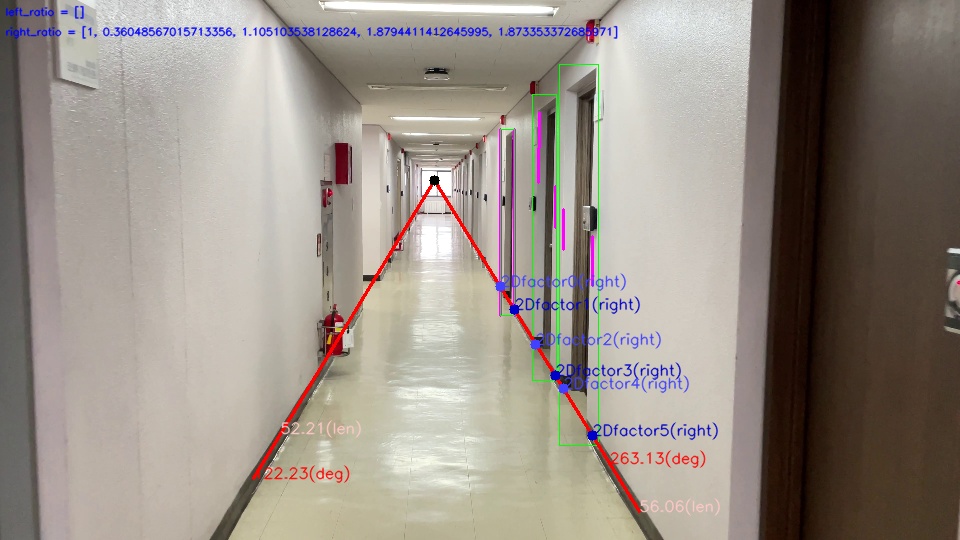 left_ratio = []
right_ratio = [1, 0.36048567015713356, 1.105103538128624, 1.8794411412645995, 1.873353372685971]
2Dfactor0(right)
2Dfactor1(right)
2Dfactor2(right)
2Dfactor3(right)
2Dfactor4(right)
52.21(len)
2Dfactor5(right)
263.13(deg)
22.23(deg)
56.06(len)